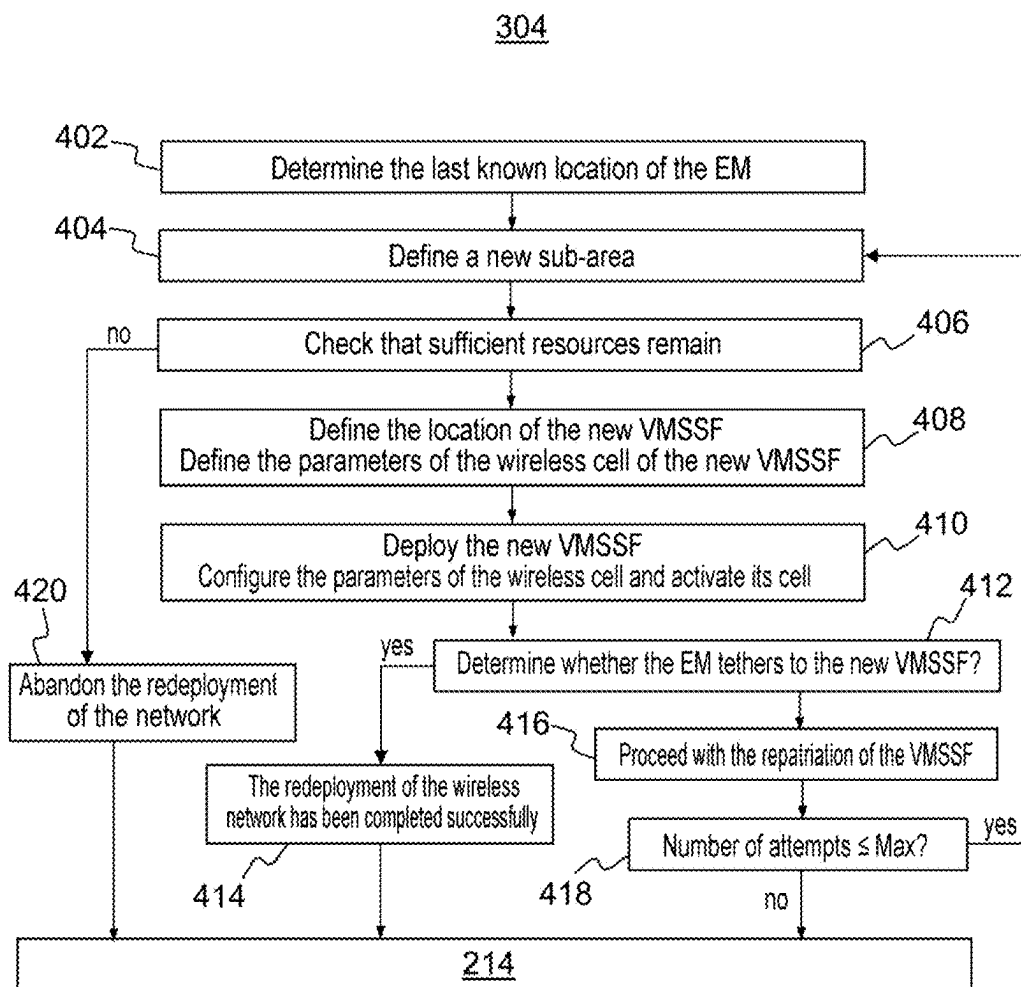 304
402
Determine the last known location of the EM
404
Define a new sub-area
no
Check that sufficient resources remain
406
Define the location of the new VMSSF
Define the parameters of the wireless cell of the new VMSSF
408
Deploy the new VMSSF
Configure the parameters of the wireless cell and activate its cell
410
420
412
yes
Determine whether the EM tethers to the new VMSSF?
Abandon the redeployment
of the network
416
Proceed with the repatriation of the VMSSF
The redeployment of the wireless
network has been completed successfully
Number of attempts ≤ Max?
yes
414
418
no
214